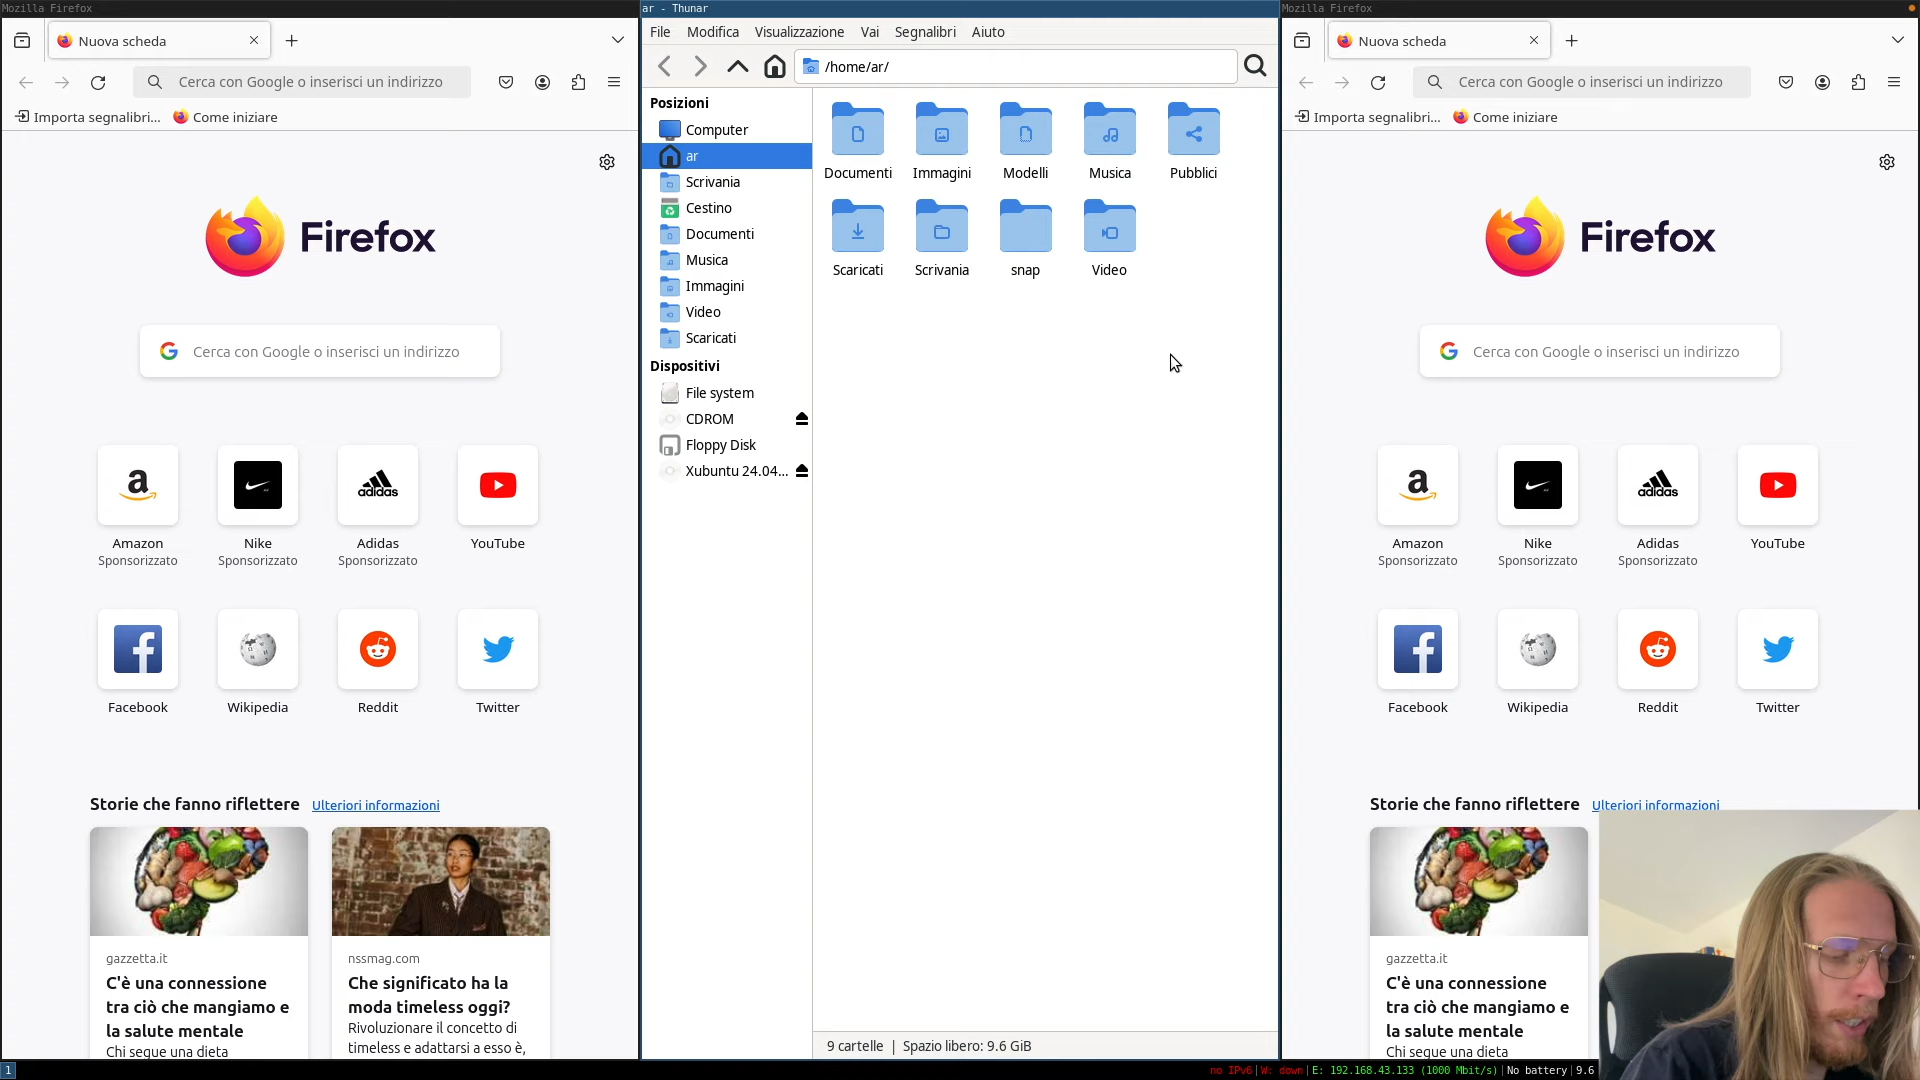 Mozilla Firefox
Nuova scheda
Cerca con Google o inserisci un indirizzo
Importa segnalibri...
Come iniziare
Firefox
Cerca con Google o inserisci un indirizzo
Amazon
Sponsorizzato
Nike
Sponsorizzato
Adidas
Sponsorizzato
YouTube
Facebook
Wikipedia
Reddit
Twitter
Storie che fanno riflettere
Ulteriori informazioni
gazzetta.it
C'è una connessione
tra ciò che mangiamo e
la salute mentale
Chi segue una dieta
nssmag.com
Che significato ha la
moda timeless oggi?
Rivoluzionare il concetto di
timeless e adattarsi a esso è,
ar - Thunar
File Modifica Visualizzazione Vai Segnalibri Aiuto
/home/ar/
Posizioni
Computer
ar
Scrivania
Cestino
Documenti
Musica
Immagini
Video
Scaricati
Dispositivi
File system
CDROM
Floppy Disk
Xubuntu 24.04...
Documenti Immagini Modelli Musica Pubblici
Scaricati Scrivania snap Video
9 cartelle | Spazio libero: 9.6 GiB
Mozilla Firefox
Nuova scheda
Cerca con Google o inserisci un indirizzo
Importa segnalibri...
Come iniziare
Firefox
Cerca con Google o inserisci un indirizzo
Amazon
Sponsorizzato
Nike
Sponsorizzato
Adidas
Sponsorizzato
YouTube
Facebook
Wikipedia
Reddit
Twitter
Storie che fanno riflettere
Ulteriori informazioni
gazzetta.it
C'è una connessione
tra ciò che mangiamo e
la salute mentale
Chi segue una dieta
1
no IPv6|W: down|E: 192.168.43.133 (1000 Mbit/s)|No battery|9.6